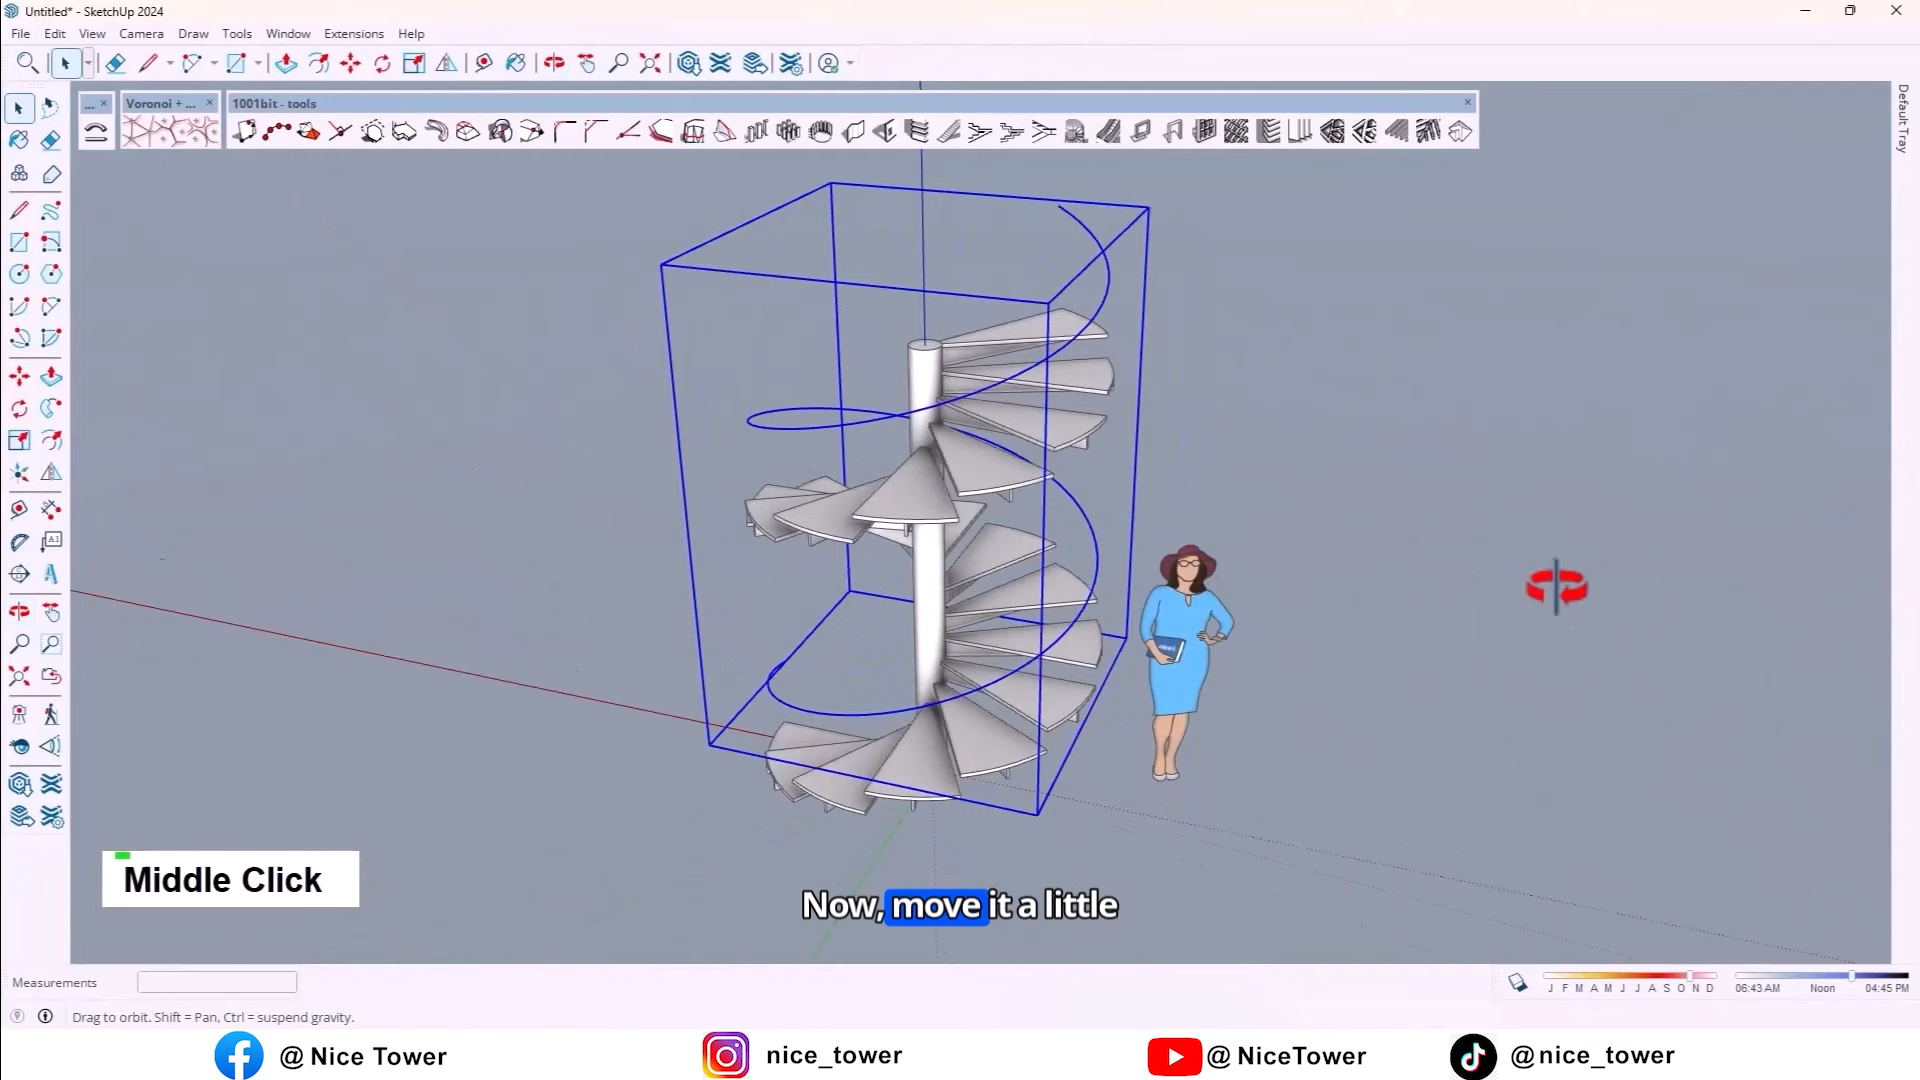 Untitled* - SketchUp 2024
File Edit View Camera Draw Tools Window Extensions Help
... Voronoi + ... 1001bit - tools
Default Tray
A1
Middle Click
Now, move it a little
Measurements
J F M A M J J A S O N D 06:43 AM Noon 04:45 PM
Drag to orbit. Shift = Pan, Ctrl = suspend gravity.
@ Nice Tower nice_tower @ NiceTower @nice_tower